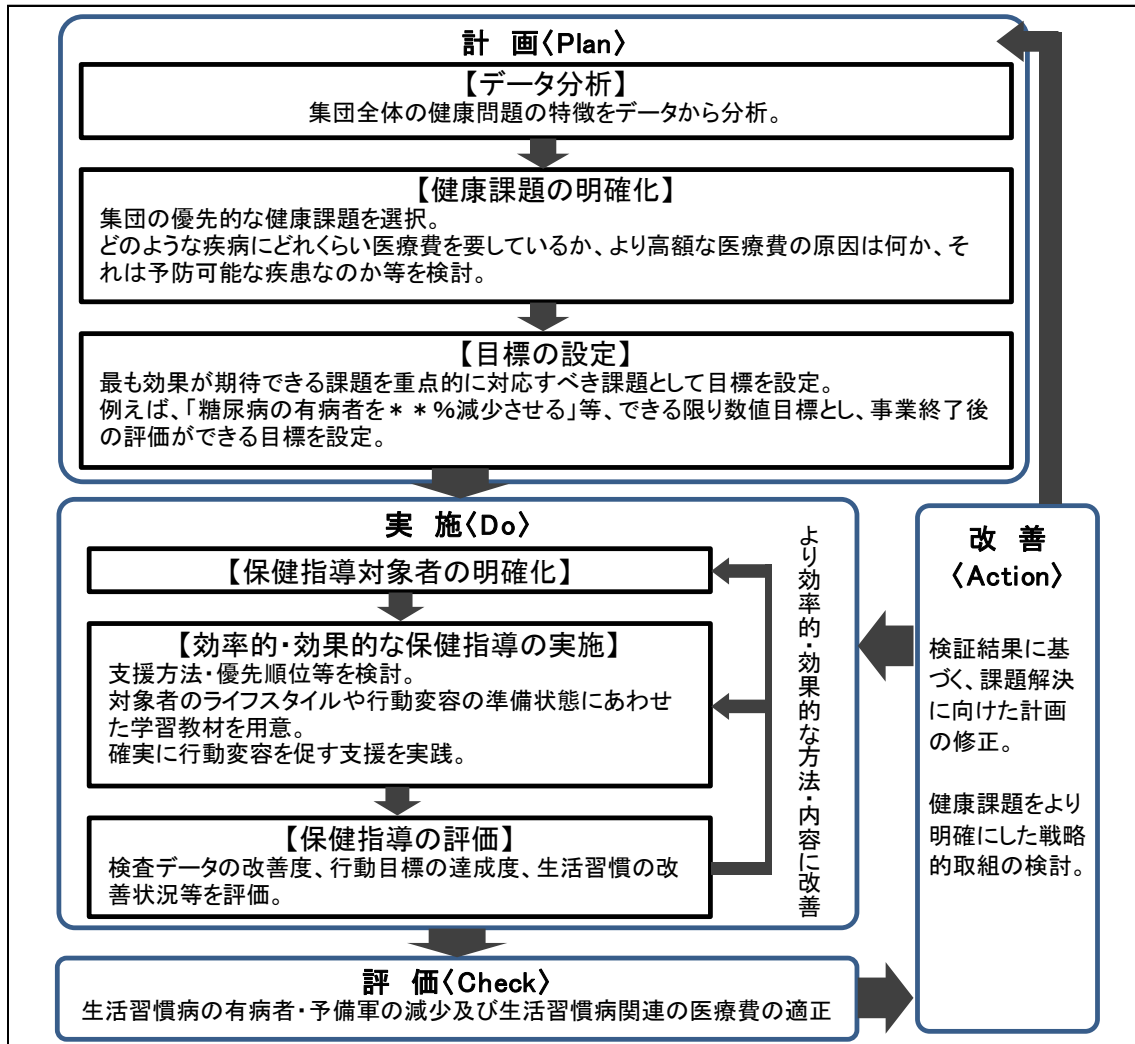 計 画〈Plan〉
【データ分析】
集団全体の健康問題の特徴をデータから分析。
【健康課題の明確化】
集団の優先的な健康課題を選択。
どのような疾病にどれくらい医療費を要しているか、より高額な医療費の原因は何か、そ
れは予防可能な疾患なのか等を検討。
【目標の設定】
最も効果が期待できる課題を重点的に対応すべき課題として目標を設定。
例えば、「糖尿病の有病者を＊＊%減少させる」等、できる限り数値目標とし、事業終了後
の評価ができる目標を設定。
実 施〈Do〉
【保健指導対象者の明確化】
【効率的・効果的な保健指導の実施】
支援方法・優先順位等を検討。
対象者のライフスタイルや行動変容の準備状態にあわせ
た学習教材を用意。
確実に行動変容を促す支援を実践。
【保健指導の評価】
検査データの改善度、行動目標の達成度、生活習慣の改
善状況等を評価。
より効率的・効果的な方法・内容に改善
評 価〈Check〉
生活習慣病の有病者・予備軍の減少及び生活習慣病関連の医療費の適正
改 善
〈Action〉
検証結果に基
づく、課題解決
に向けた計画
の修正。
健康課題をより
明確にした戦略
的取組の検討。